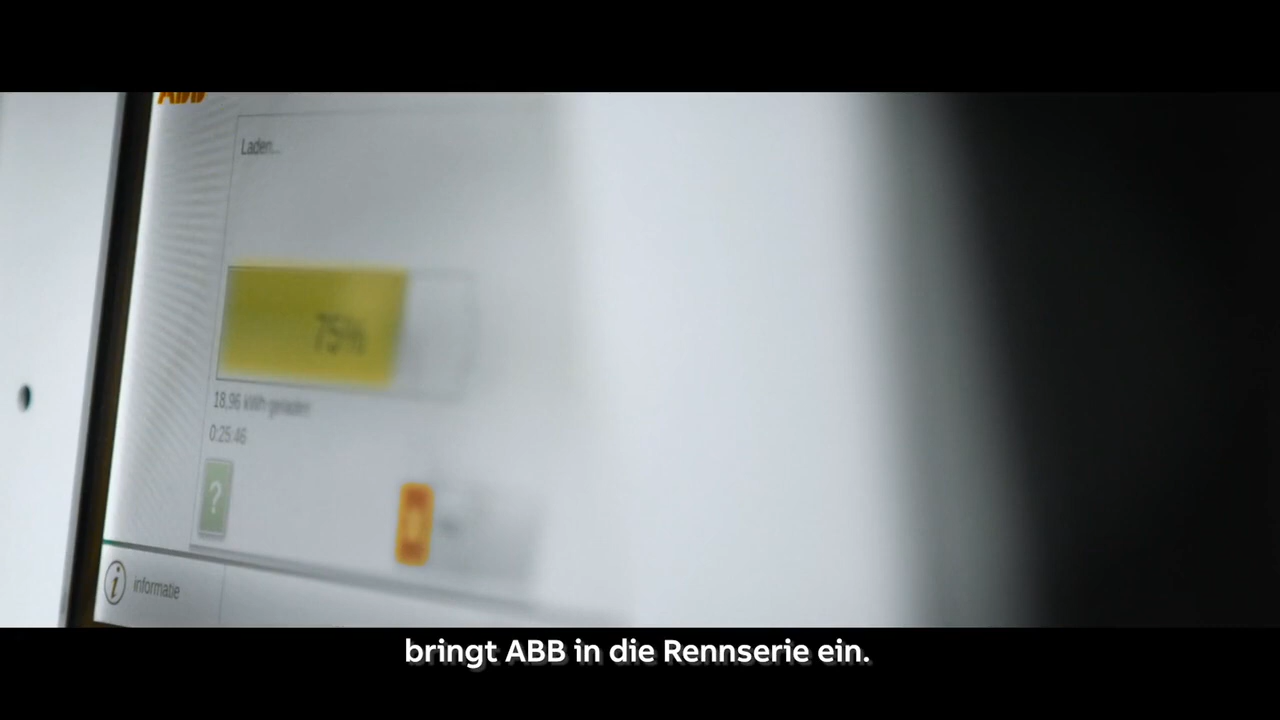 ABB
Laden...
75%
18,96 kWh geladen
0:25:46
?
i informatie
bringt ABB in die Rennserie ein.